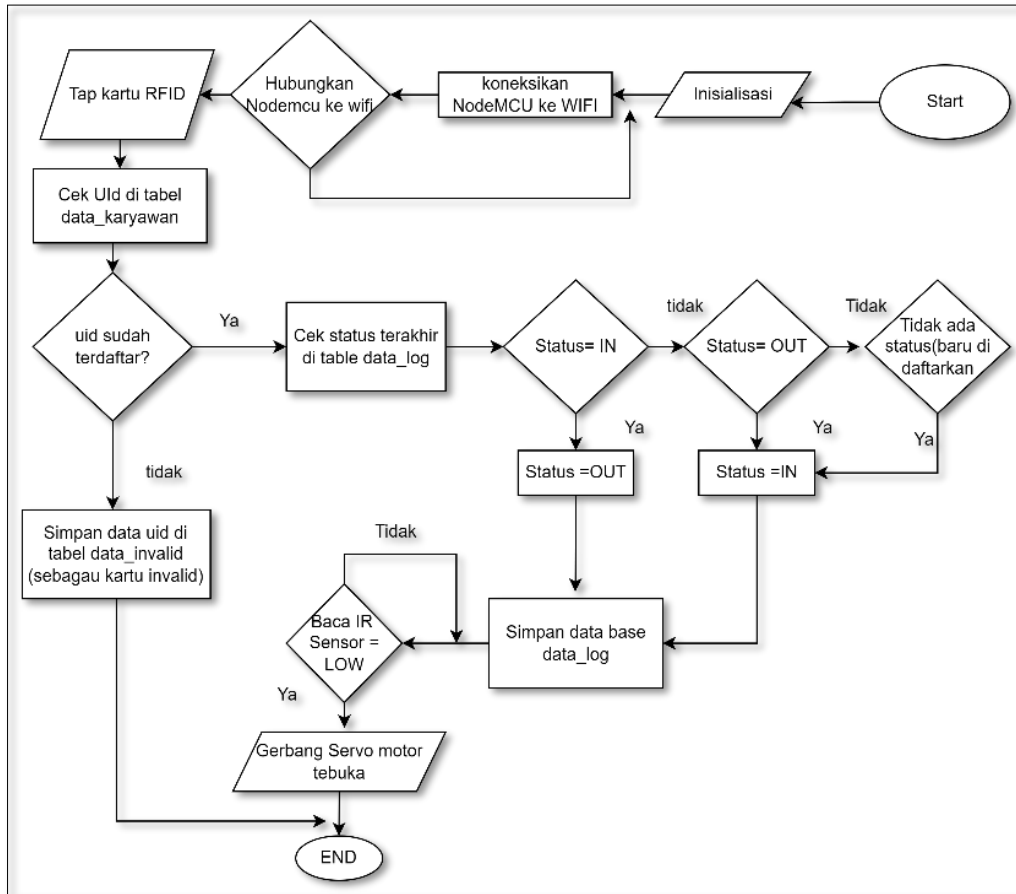 Start
Inisialisasi
koneksikan
NodeMCU ke WIFI
Hubungkan
Nodemcu ke wifi
Tap kartu RFID
Cek UId di tabel
data_karyawan
uid sudah
terdaftar?
Ya
Cek status terakhir
di table data_log
Status= IN
tidak
Status= OUT
Tidak
Tidak ada
status(baru di
daftarkan
Ya
Ya
Ya
Status =OUT
Status =IN
tidak
Simpan data uid di
tabel data_invalid
(sebagau kartu invalid)
Tidak
Baca IR
Sensor =
LOW
Simpan data base
data_log
Ya
Gerbang Servo motor
tebuka
END